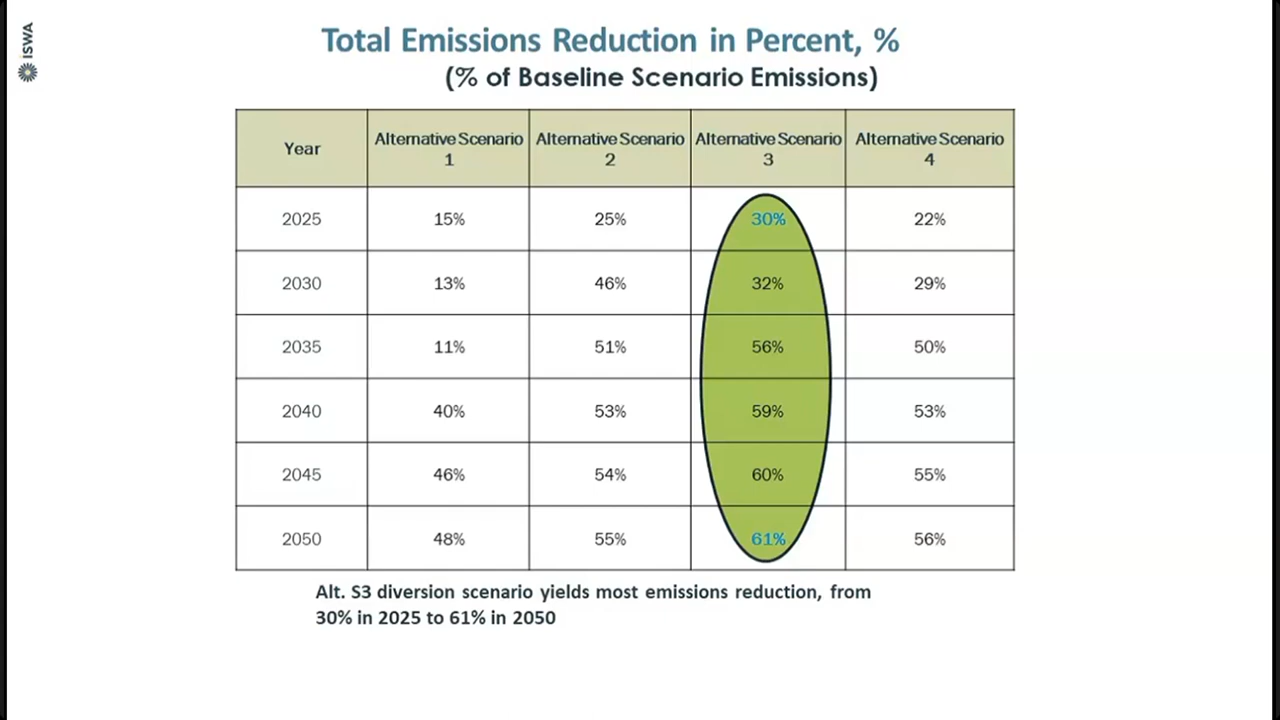 ISWA
Total Emissions Reduction in Percent, %
(% of Baseline Scenario Emissions)
Year
Alternative Scenario
1
Alternative Scenario
2
Alternative Scenario
3
Alternative Scenario
4
2025 15% 25% 30% 22%
2030 13% 46% 32% 29%
2035 11% 51% 56% 50%
2040 40% 53% 59% 53%
2045 46% 54% 60% 55%
2050 48% 55% 61% 56%
Alt. S3 diversion scenario yields most emissions reduction, from
30% in 2025 to 61% in 2050